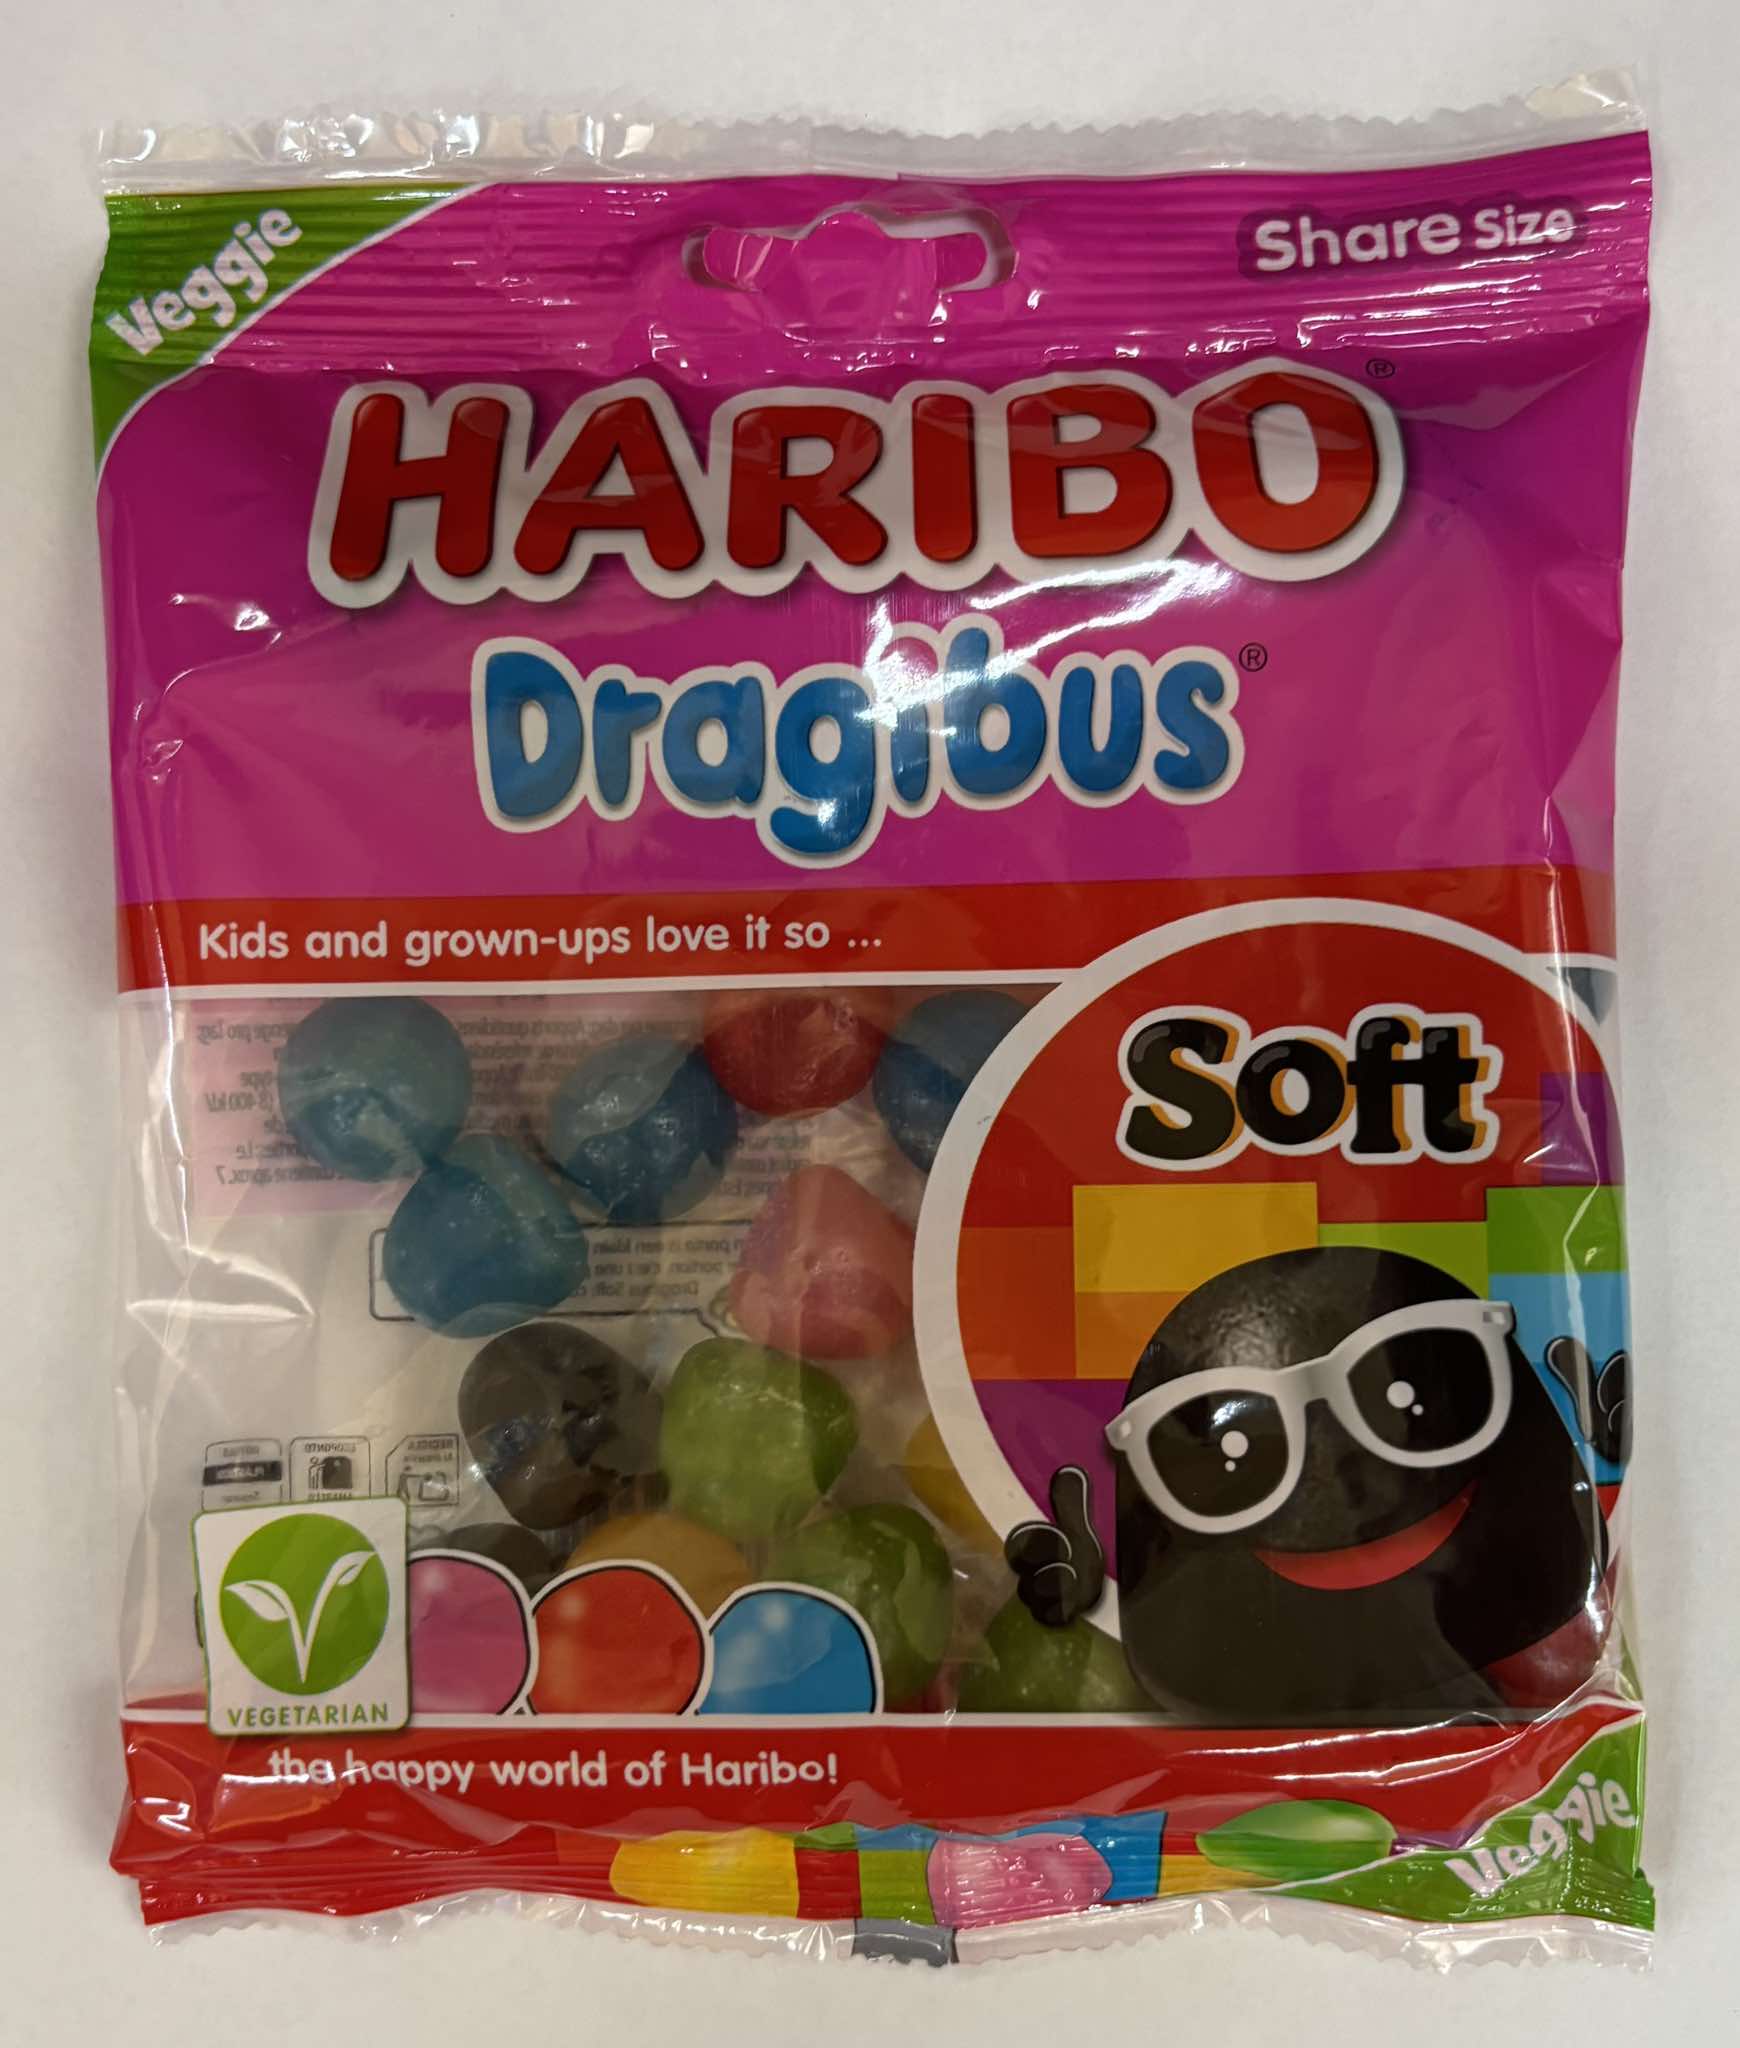 Veggie
Share Size
HARIBO®
Dragibus®
Kids and grown-ups love it so ...
Soft
VEGETARIAN
the happy world of Haribo!
Veggie